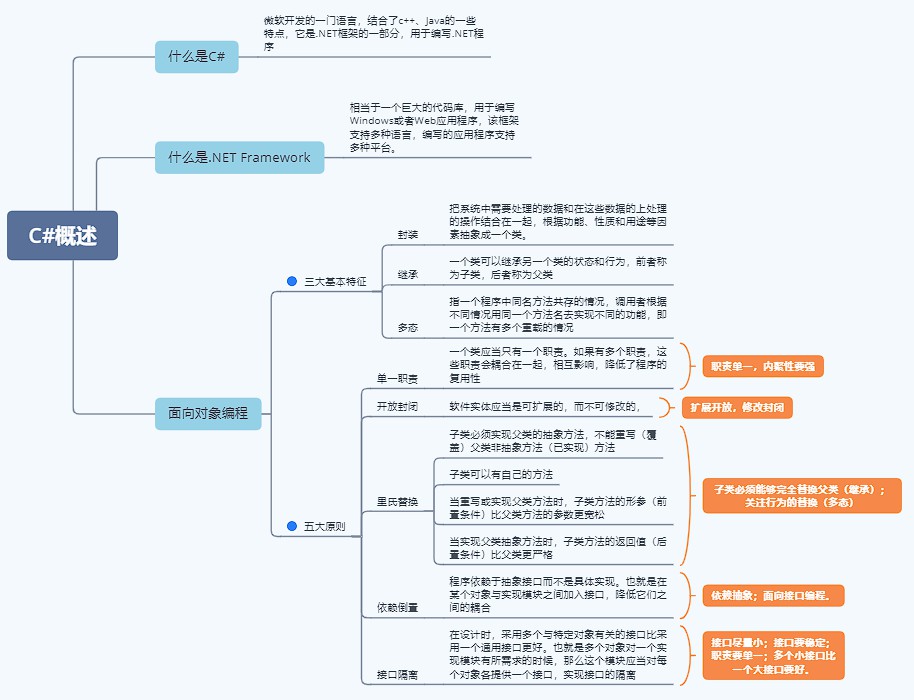 微软开发的一门语言，结合了c++、Java的一些
特点，它是.NET框架的一部分，用于编写.NET程
序
什么是C#
相当于一个巨大的代码库，用于编写
Windows或者Web应用程序，该框架
支持多种语言，编写的应用程序支持
多种平台。
什么是.NET Framework
C#概述
面向对象编程
三大基本特征
封装
把系统中需要处理的数据和在这些数据的上处理
的操作结合在一起，根据功能、性质和用途等因
素抽象成一个类。
继承
一个类可以继承另一个类的状态和行为，前者称
为子类，后者称为父类
多态
指一个程序中同名方法共存的情况，调用者根据
不同情况用同一个方法名去实现不同的功能，即
一个方法有多个重载的情况
五大原则
单一职责
一个类应当只有一个职责。如果有多个职责，这
些职责会耦合在一起，相互影响，降低了程序的
复用性
职责单一，内聚性要强
开放封闭
软件实体应当是可扩展的，而不可修改的，
扩展开放，修改封闭
里氏替换
子类必须实现父类的抽象方法，不能重写（覆
盖）父类非抽象方法（已实现）方法
子类可以有自己的方法
当重写或实现父类方法时，子类方法的形参（前
置条件）比父类方法的参数更宽松
当实现父类抽象方法时，子类方法的返回值（后
置条件）比父类更严格
子类必须能够完全替换父类（继承）；
关注行为的替换（多态）
依赖倒置
程序依赖于抽象接口而不是具体实现。也就是在
某个对象与实现模块之间加入接口，降低它们之
间的耦合
依赖抽象；面向接口编程。
接口隔离
在设计时，采用多个与特定对象有关的接口比采
用一个通用接口更好。也就是多个对象对一个实
现模块有所需求的时候，那么这个模块应当对每
个对象各提供一个接口，实现接口的隔离
接口尽量小；接口要稳定；
职责要单一；多个小接口比
一个大接口要好。